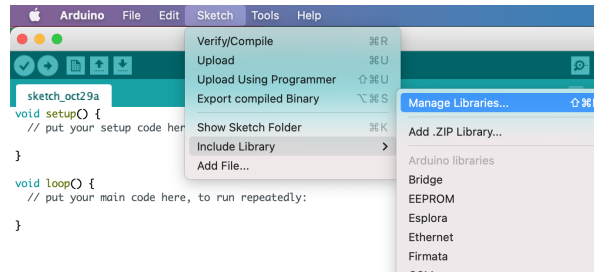 Arduino File Edit Sketch Tools Help
Verify/Compile ⌘R
Upload ⌘U
Upload Using Programmer ⇧⌘U
Export compiled Binary ⌥⌘S
Show Sketch Folder ⌘K
Include Library >
Add File...
Manage Libraries... ⇧⌘I
Add .ZIP Library...
Arduino libraries
Bridge
EEPROM
Esplora
Ethernet
Firmata
sketch_oct29a
void setup() {
// put your setup code her
}
void loop() {
// put your main code here, to run repeatedly:
}